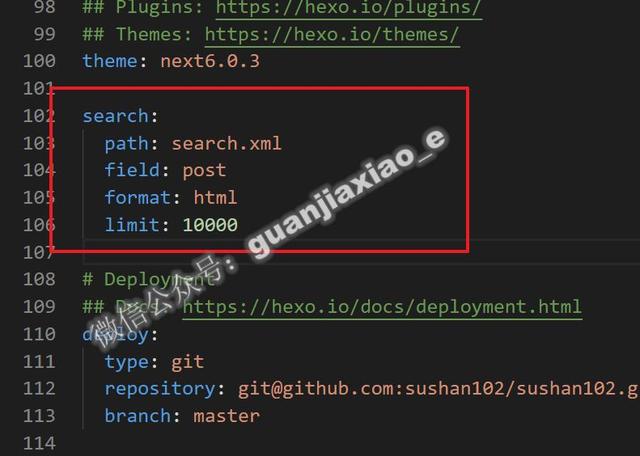 98 ## Plugins: https://hexo.io/plugins/
99 ## Themes: https://hexo.io/themes/
100 theme: next6.0.3
101
102 search:
103 path: search.xml
104 field: post
105 format: html
106 limit: 10000
107
108 # Deployment
109 ## Docs: https://hexo.io/docs/deployment.html
110 deploy:
111 type: git
112 repository: git@github.com:sushan102/sushan102.g
113 branch: master
114
微信公众号：guanjiaxiao_e